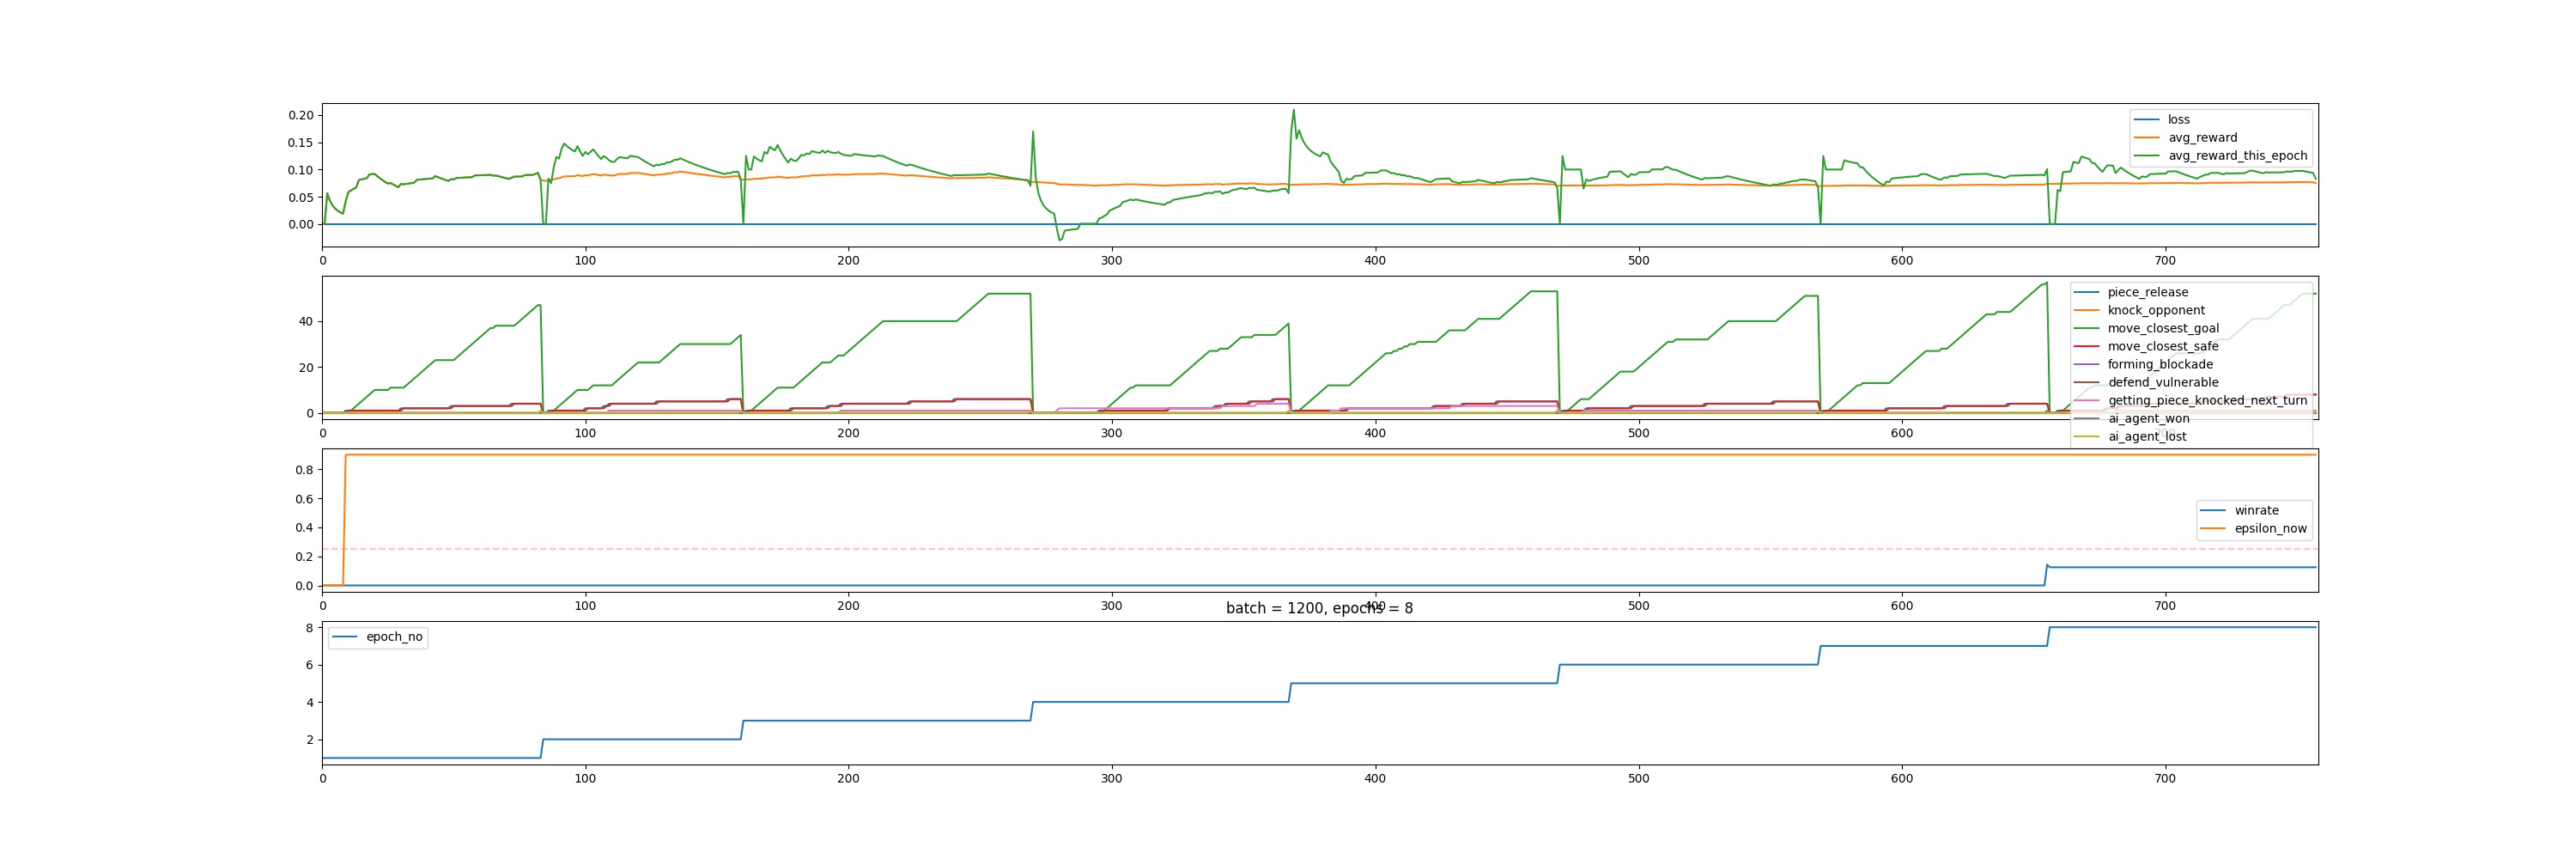 0.20
0.15
0.10
0.05
0.00
loss
avg_reward
avg_reward_this_epoch
0 100 200 300 400 500 600 700
40
20
0
piece_release
knock_opponent
move_closest_goal
move_closest_safe
forming_blockade
defend_vulnerable
getting_piece_knocked_next_turn
ai_agent_won
ai_agent_lost
0 100 200 300 400 500 600 700
0.8
0.6
0.4
0.2
0.0
winrate
epsilon_now
0 100 200 300 400 500 600 700
batch = 1200, epochs = 8
8
6
4
2
epoch_no
0 100 200 300 400 500 600 700